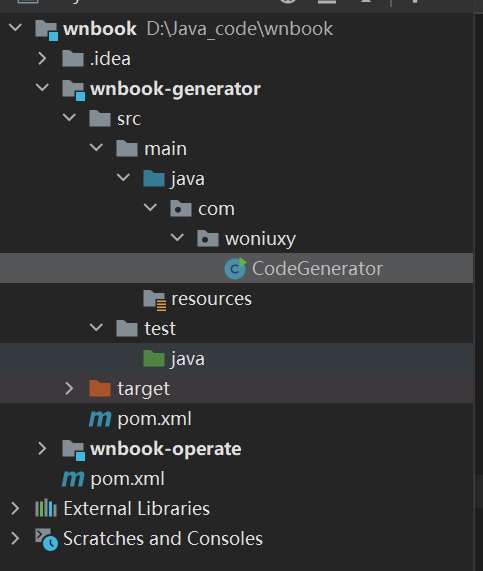 wnbook D:\Java_code\wnbook
.idea
wnbook-generator
src
main
java
com
woniuxy
CodeGenerator
resources
test
java
target
pom.xml
wnbook-operate
pom.xml
External Libraries
Scratches and Consoles